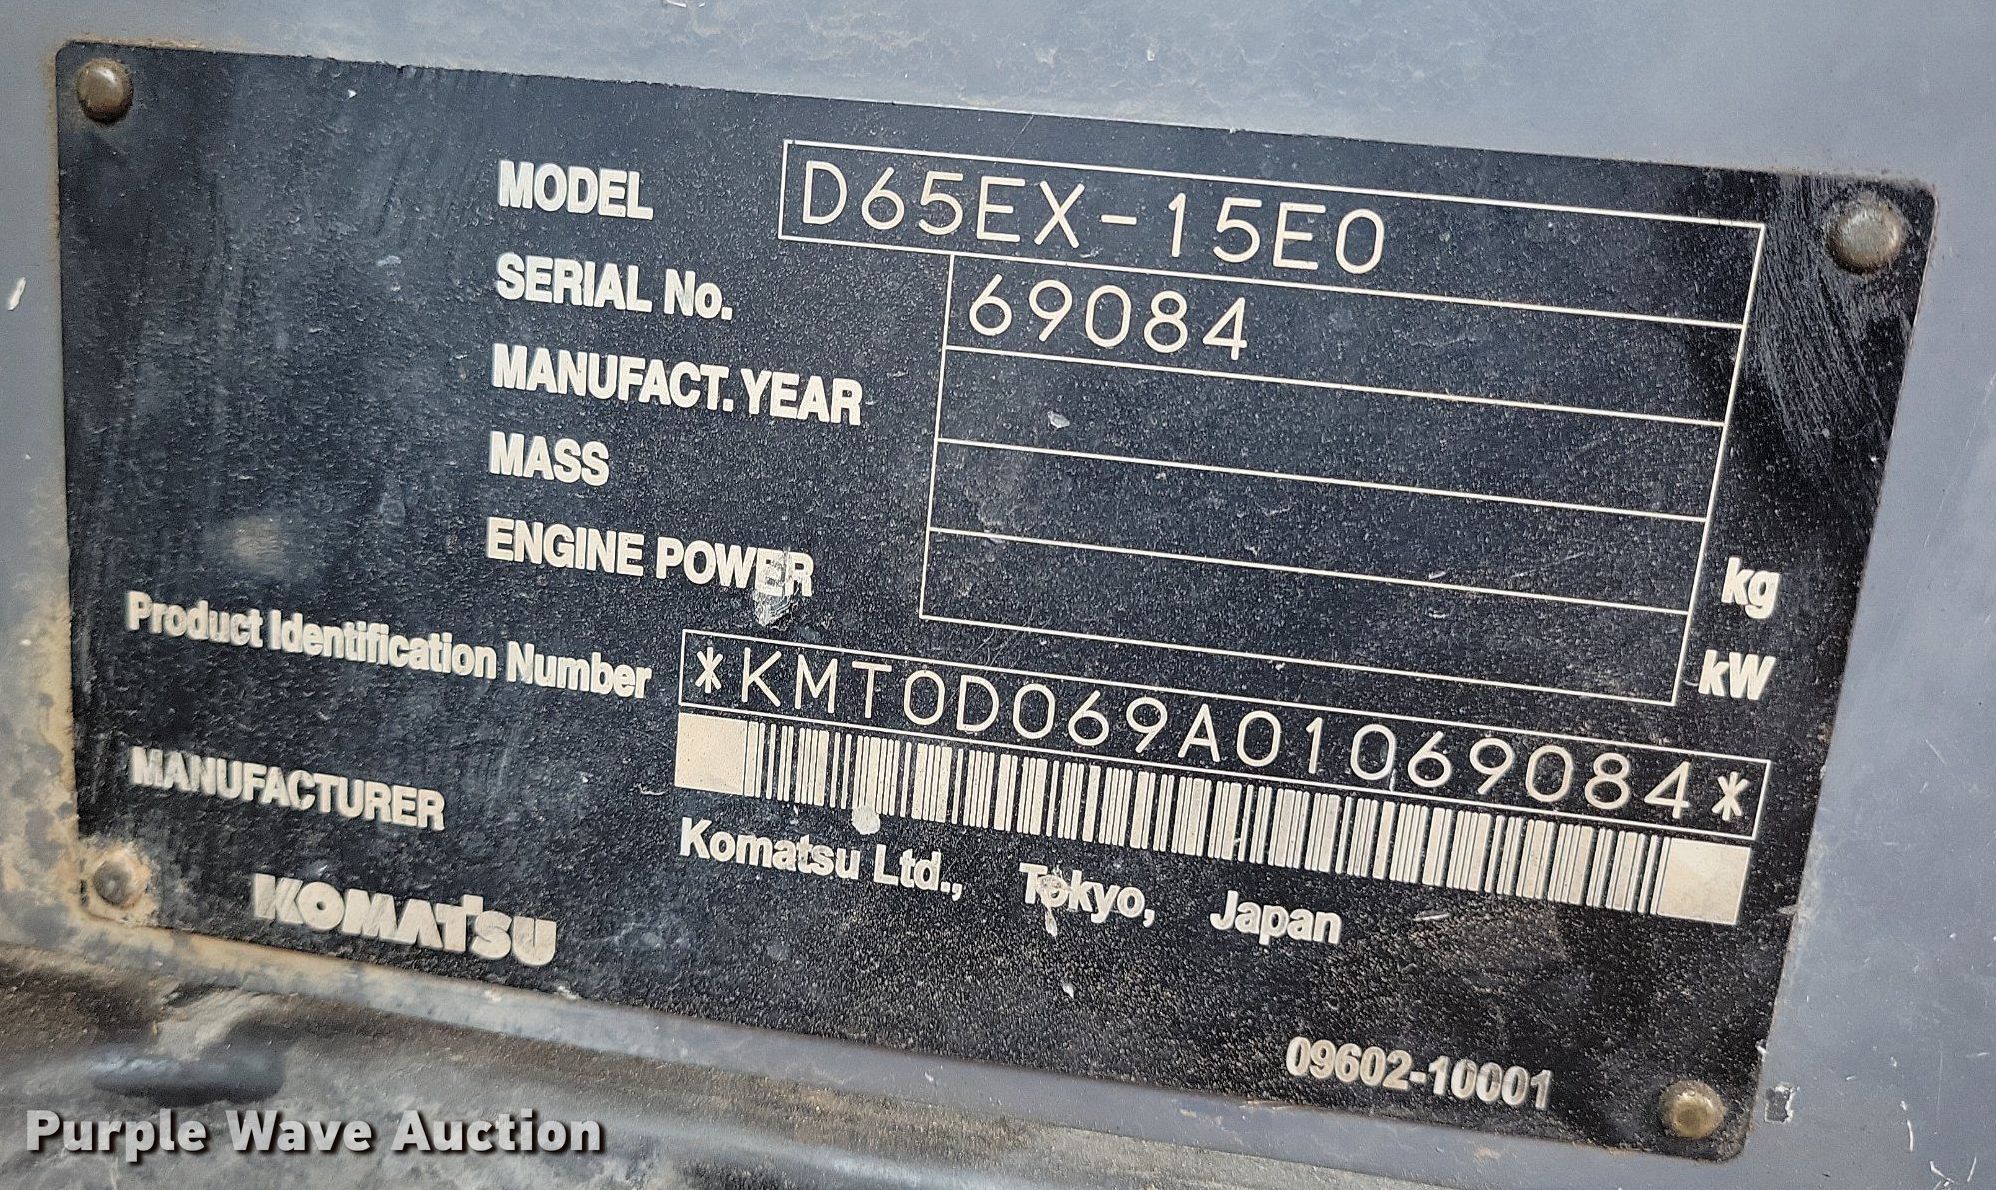 MODEL D65EX-15E0
SERIAL No. 69084
MANUFACT.YEAR
MASS kg
ENGINE POWER kW
Product Identification Number *KMT0D069A01069084*
MANUFACTURER Komatsu Ltd., Tokyo, Japan
KOMATSU
09602-10001
Purple Wave Auction